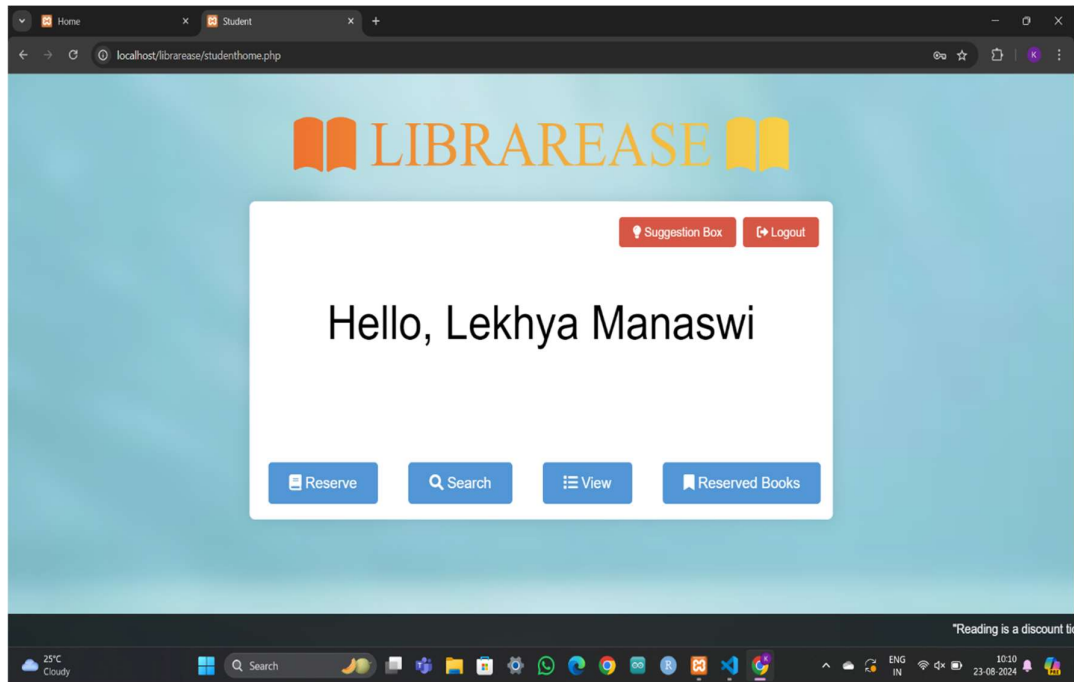 Home
Student
localhost/librarease/studenthome.php
K
LIBRAREASE
Suggestion Box
Logout
Hello, Lekhya Manaswi
Reserve
Search
View
Reserved Books
"Reading is a discount tic
25°C
Cloudy
Search
R
ENG
IN
10:10
23-08-2024